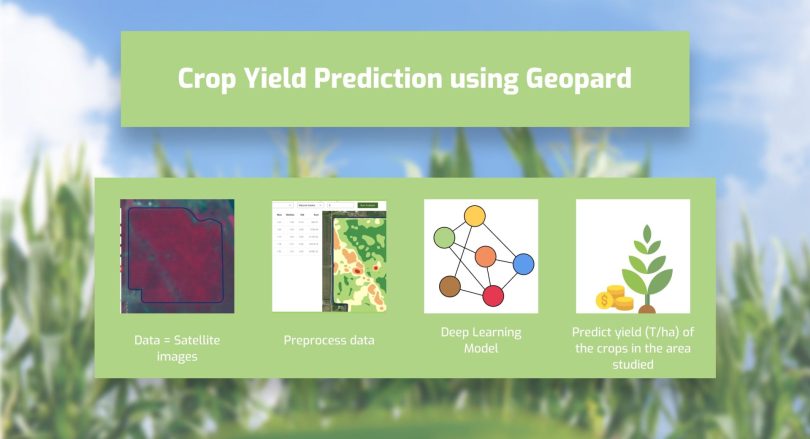 Crop Yield Prediction using Geopard
Data = Satellite
images
Preprocess data
Deep Learning
Model
Predict yield (T/ha) of
the crops in the area
studied